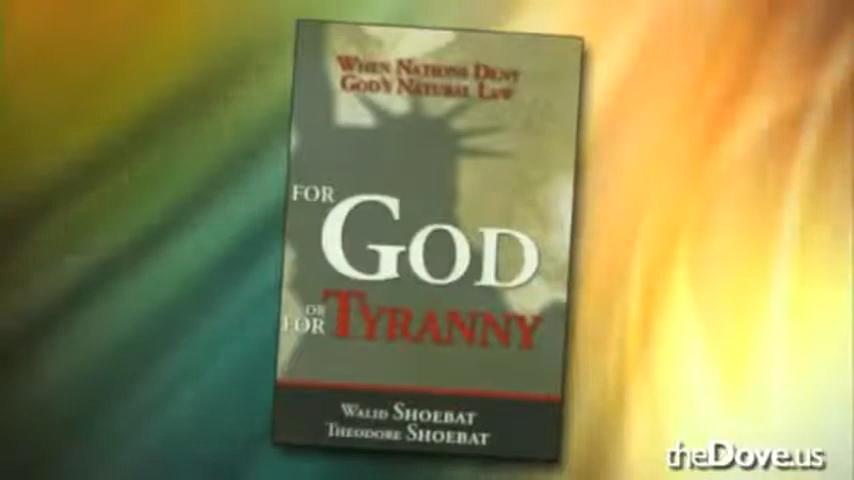 WHEN NATIONS DENY
GOD'S NATURAL LAW
FOR
GOD
OR
FOR TYRANNY
WALID SHOEBAT
THEODORE SHOEBAT
theDove.us